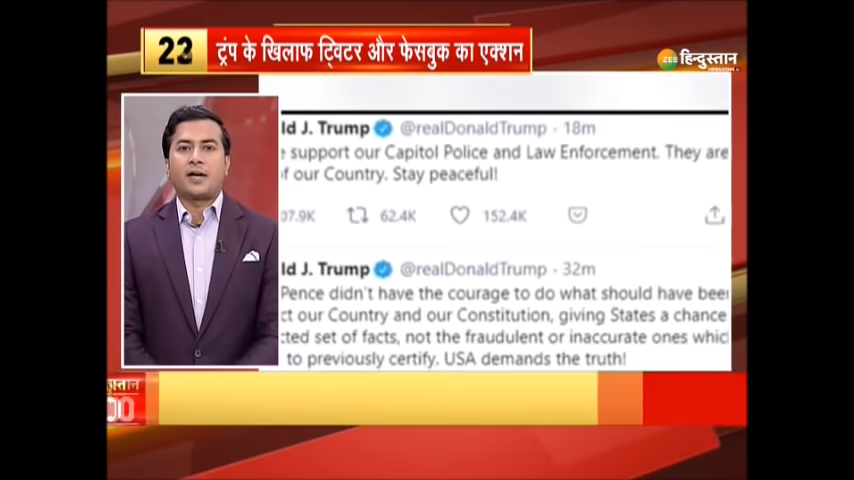 23 ट्रंप के खिलाफ ट्विटर और फेसबुक का एक्शन
ZEE हिन्दुस्तान
ld J. Trump @realDonaldTrump · 18m
e support our Capitol Police and Law Enforcement. They are
of our Country. Stay peaceful!
07.9K 62.4K 152.4K
ld J. Trump @realDonaldTrump · 32m
Pence didn't have the courage to do what should have been
ct our Country and our Constitution, giving States a chance
cted set of facts, not the fraudulent or inaccurate ones which
to previously certify. USA demands the truth!